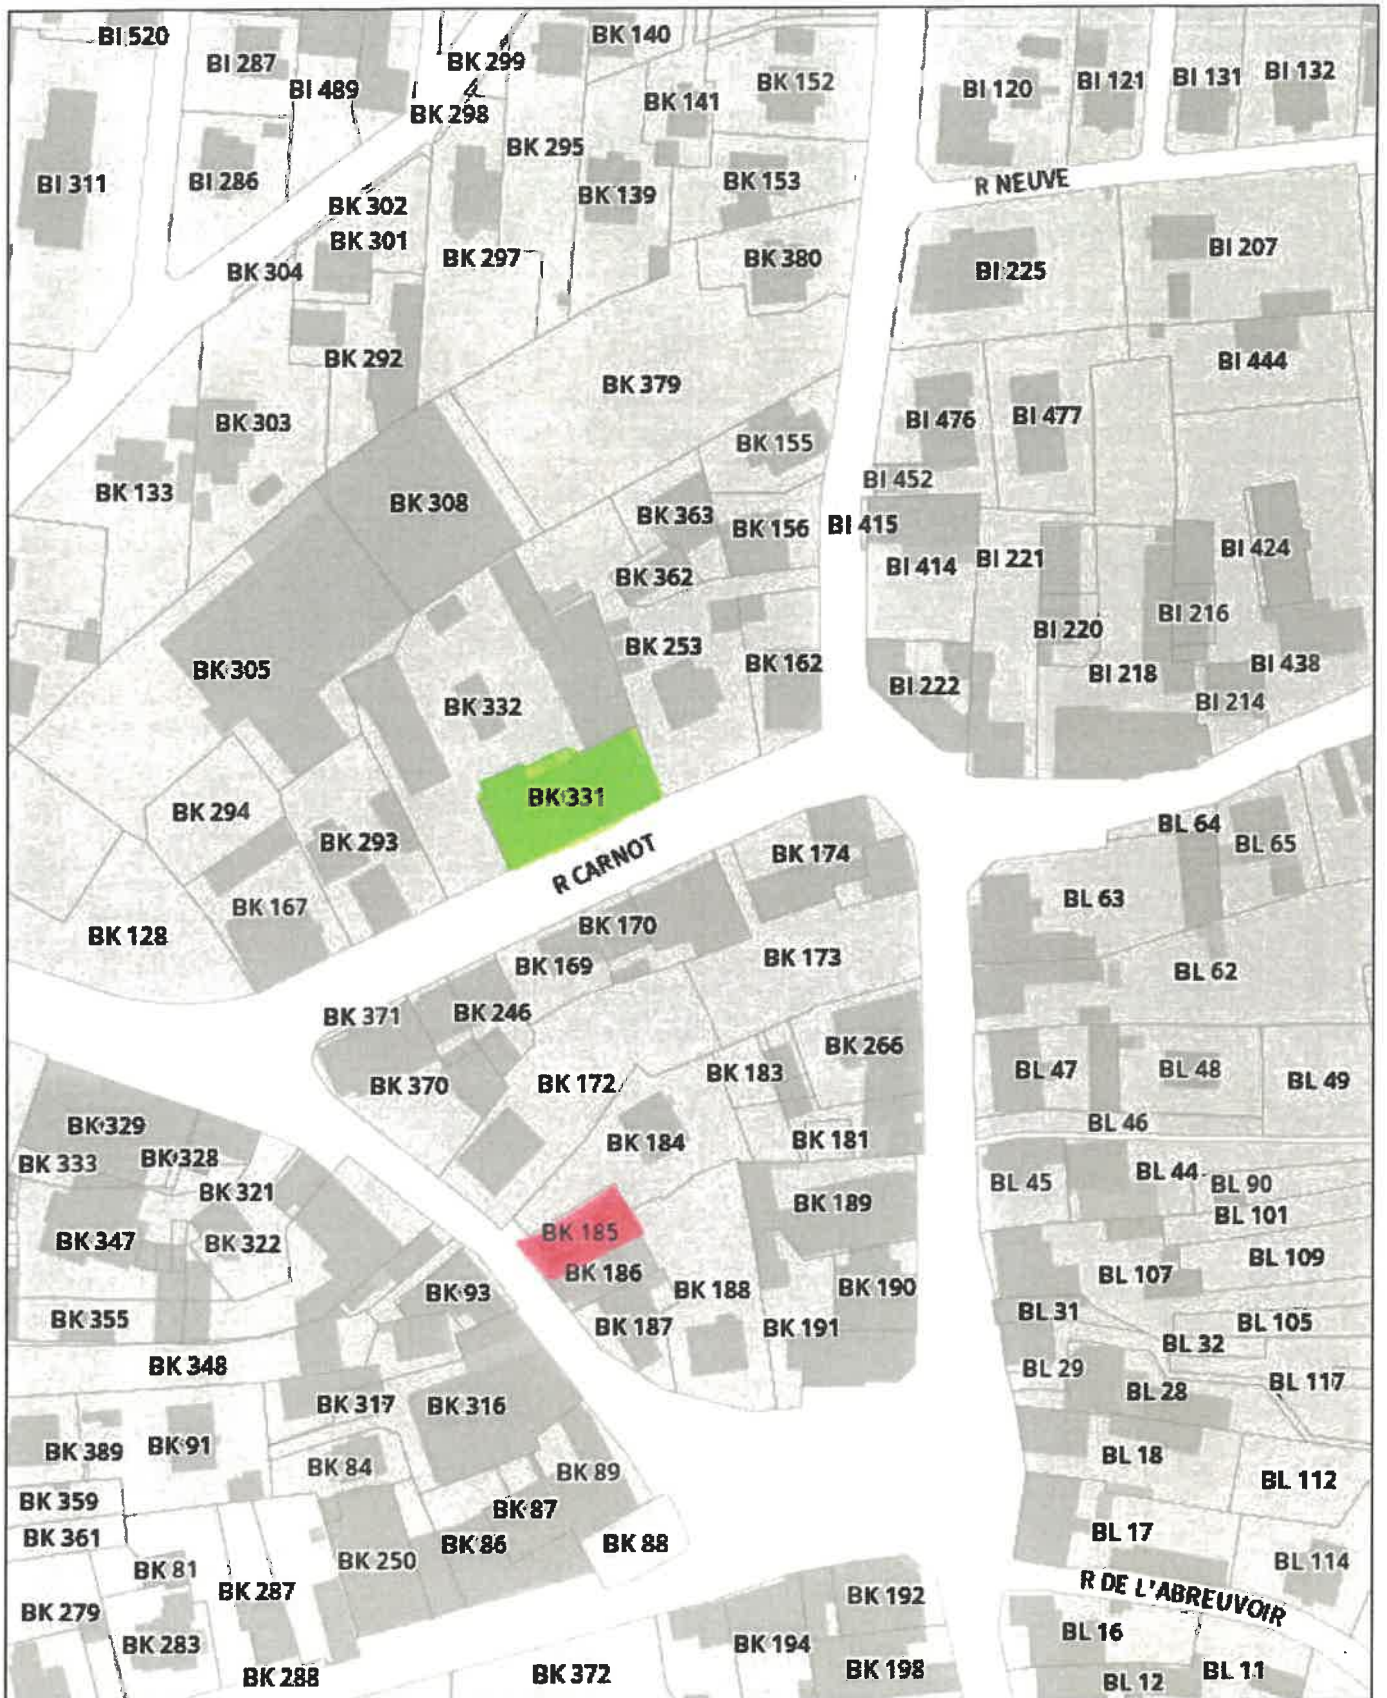 BI 520
BK 140
BI 287
BK 299
BI 489
BK 152
BI 120
BI 121
BI 131
BI 132
BK 298
BK 141
BK 295
BI 311
BI 286
BK 139
BK 153
R NEUVE
BK 302
BK 301
BK 304
BK 297
BK 380
BI 225
BI 207
BK 292
BK 379
BI 444
BK 303
BK 155
BI 476
BI 477
BK 133
BK 308
BI 452
BK 363
BK 156
BI 415
BI 414
BI 221
BI 424
BK 362
BI 216
BI 220
BK 305
BK 253
BK 162
BI 222
BI 218
BI 438
BI 214
BK 332
BK 331
BK 294
BK 293
R CARNOT
BK 174
BL 64
BL 65
BK 167
BL 63
BK 128
BK 170
BK 169
BK 173
BL 62
BK 371
BK 246
BK 266
BK 370
BK 172
BK 183
BL 47
BL 48
BL 49
BK 329
BL 46
BK 333
BK 328
BK 184
BK 181
BK 321
BL 45
BL 44
BL 90
BK 189
BL 101
BK 347
BK 322
BK 185
BL 109
BK 186
BL 107
BK 93
BK 188
BK 190
BK 355
BK 187
BK 191
BL 31
BL 105
BL 32
BK 348
BL 29
BL 28
BL 117
BK 317
BK 316
BK 389
BK 91
BK 84
BK 89
BL 18
BL 112
BK 359
BK 87
BK 361
BK 86
BK 88
BL 17
BK 81
BK 250
BL 114
BK 287
R DE L'ABREUVOIR
BK 279
BK 192
BK 283
BK 194
BL 16
BK 288
BK 372
BK 198
BL 12
BL 11